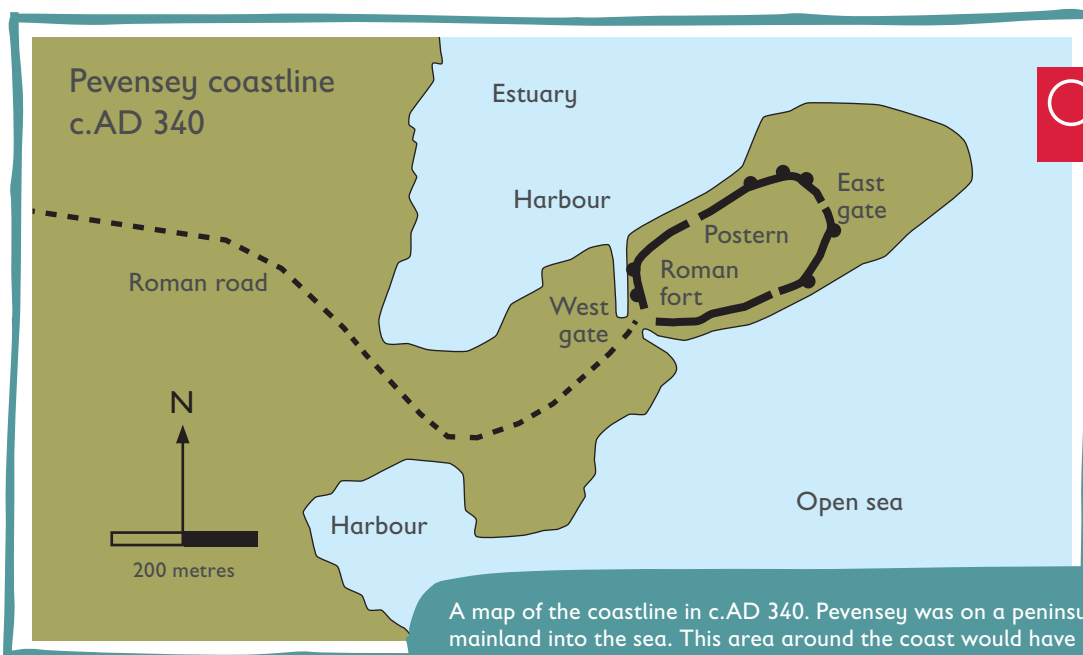 Pevensey coastline
c.AD 340
Estuary
Harbour
East
gate
Postern
Roman
fort
Roman road
West
gate
N
Open sea
Harbour
200 metres
A map of the coastline in c.AD 340. Pevensey was on a peninsu
mainland into the sea. This area around the coast would have